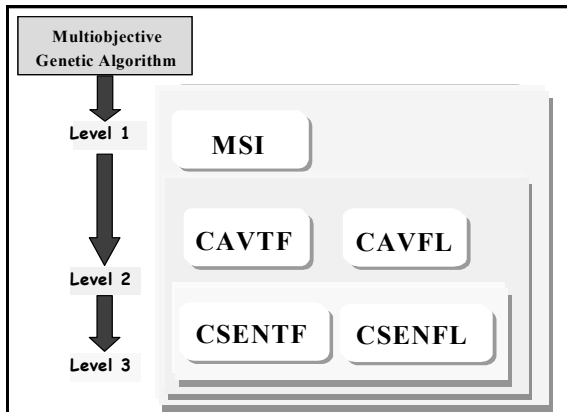 Multiobjective
Genetic Algorithm
Level 1
MSI
CAVTF CAVFL
Level 2
CSENTF CSENFL
Level 3